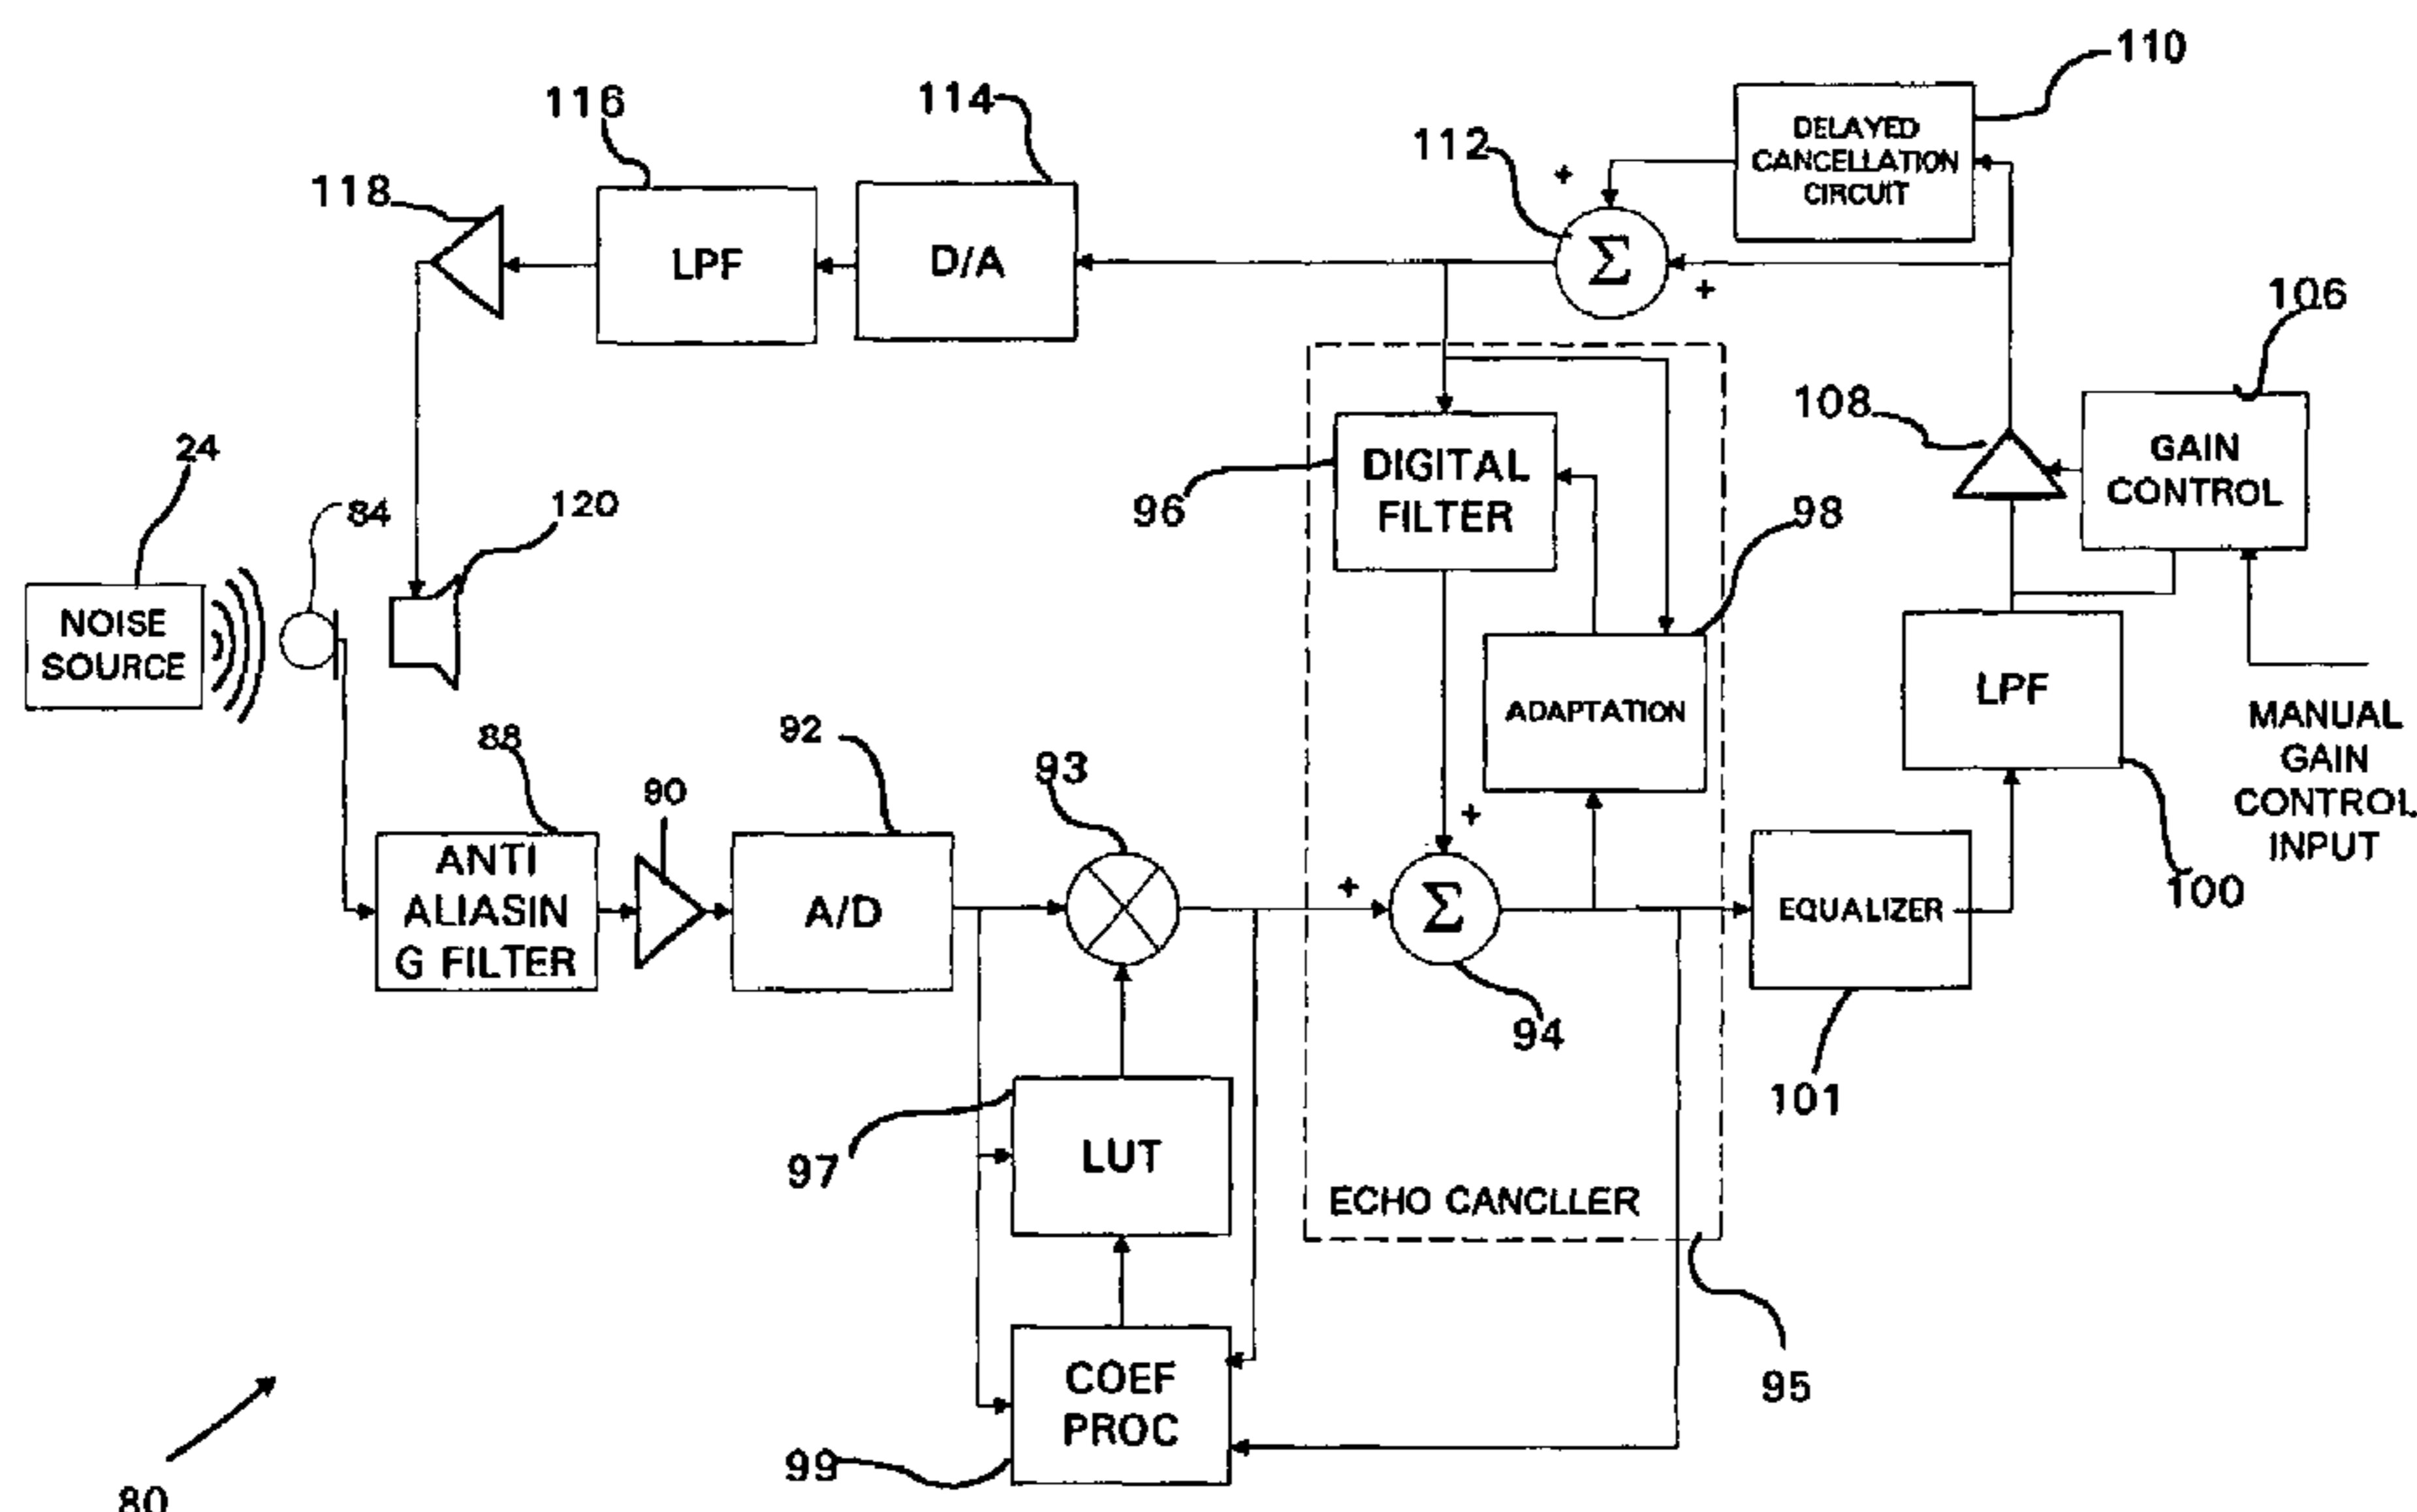 110
116
114
DELAYED
CANCELLATION
CIRCUIT
112
+
118
LPF
D/A
Σ
+
106
108
GAIN
CONTROL
24
84
120
DIGITAL
FILTER
96
98
NOISE
SOURCE
LPF
ADAPTATION
MANUAL
GAIN
CONTROL
INPUT
88
92
90
93
+
100
ANTI
ALIASIN
G FILTER
A/D
+
Σ
EQUALIZER
94
101
97
LUT
ECHO CANCLLER
COEF
PROC
95
99
80